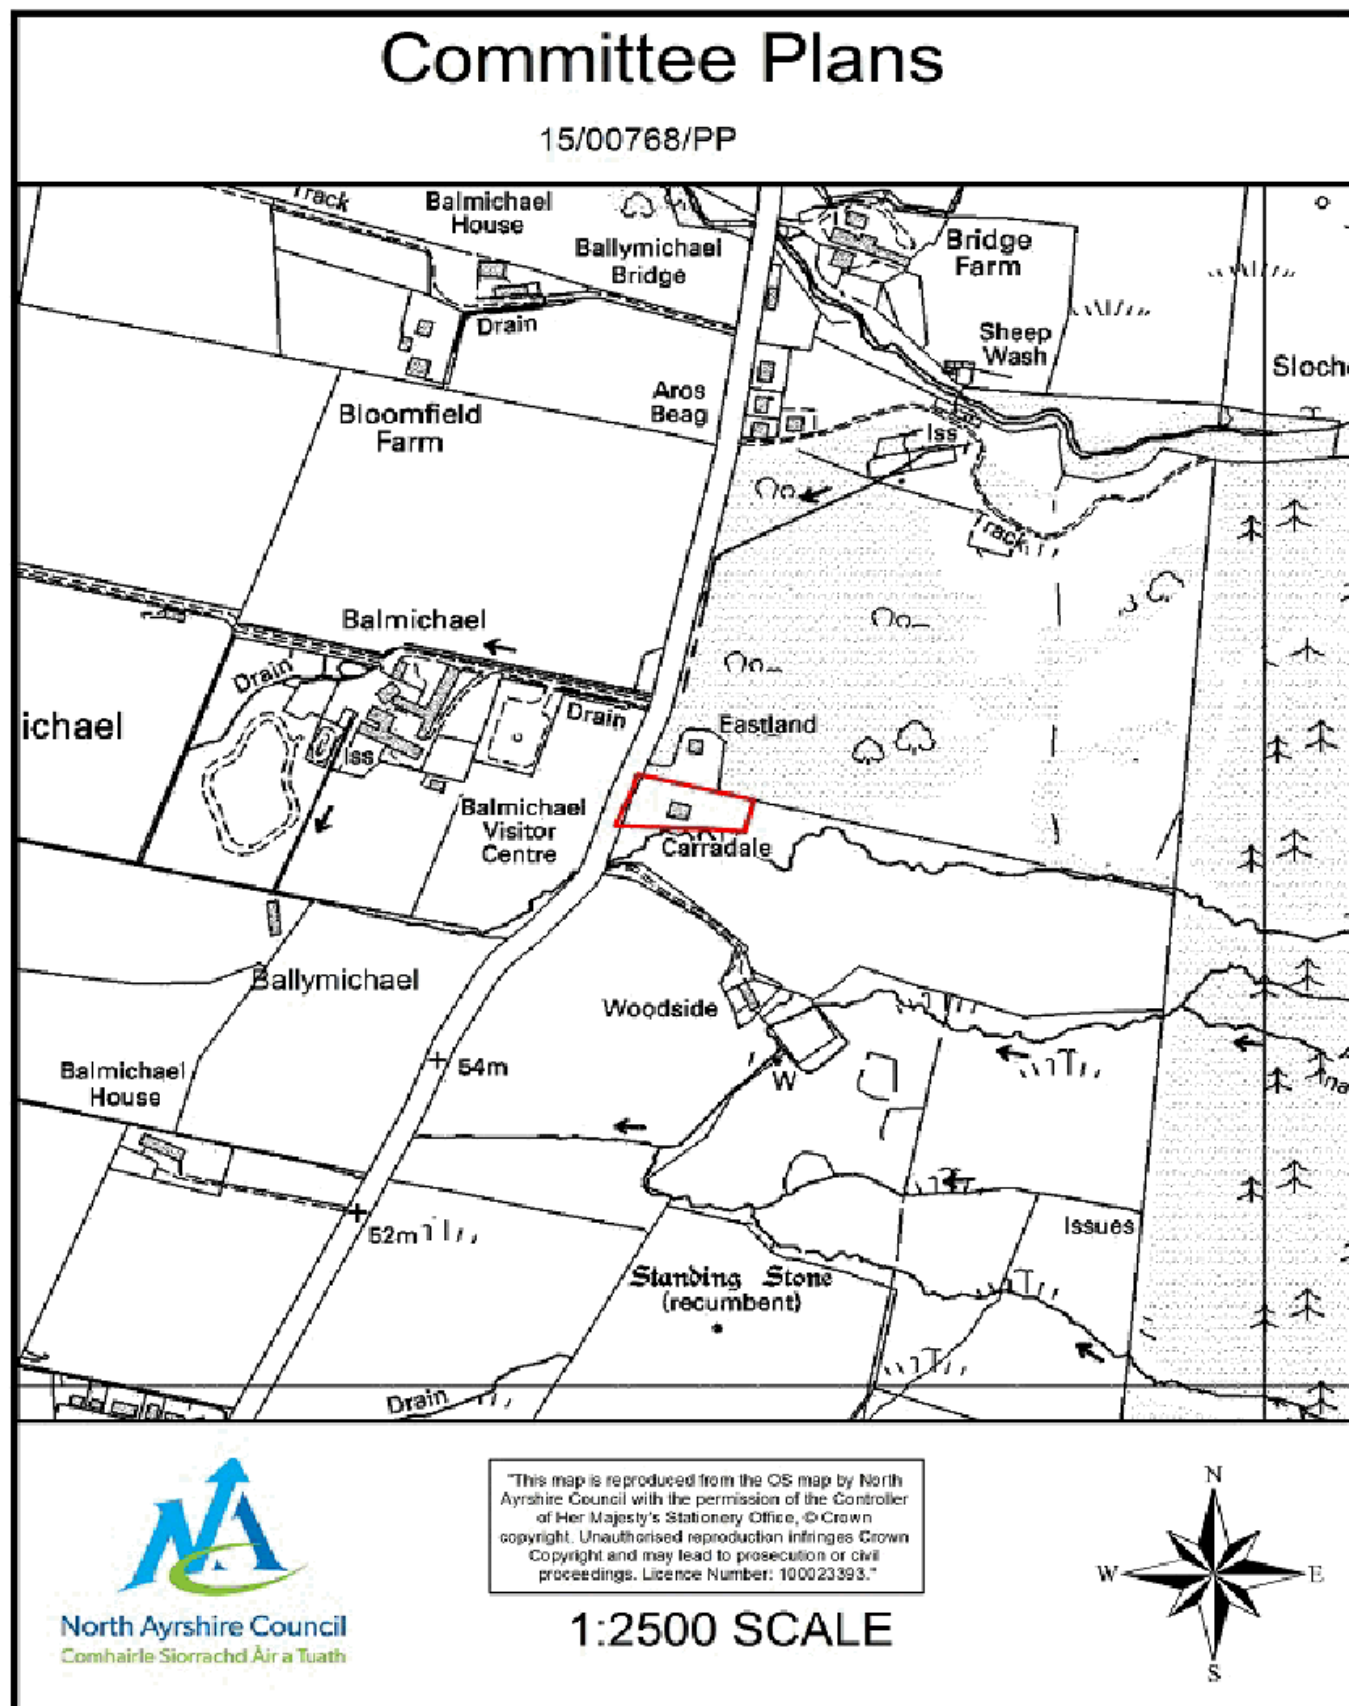 Committee Plans
15/00768/PP
Track
Balmichael
House
Ballymichael
Bridge
Bridge
Farm
Drain
Sheep
Wash
Aros
Beag
Bloomfield
Farm
Iss
Track
Balmichael
Drain
Drain
ichael
Eastland
Iss
Balmichael
Visitor
Centre
Carradale
Ballymichael
Woodside
54m
W
Balmichael
House
52m
Issues
Standing Stone
(recumbent)
Drain
"This map is reproduced from the OS map by North
Ayrshire Council with the permission of the Controller
of Her Majesty's Stationery Office, © Crown
copyright. Unauthorised reproduction infringes Crown
Copyright and may lead to prosecution or civil
proceedings. Licence Number: 100023393."
1:2500 SCALE
North Ayrshire Council
Comhairle Siorrachd Àir a Tuath
N
W
E
S